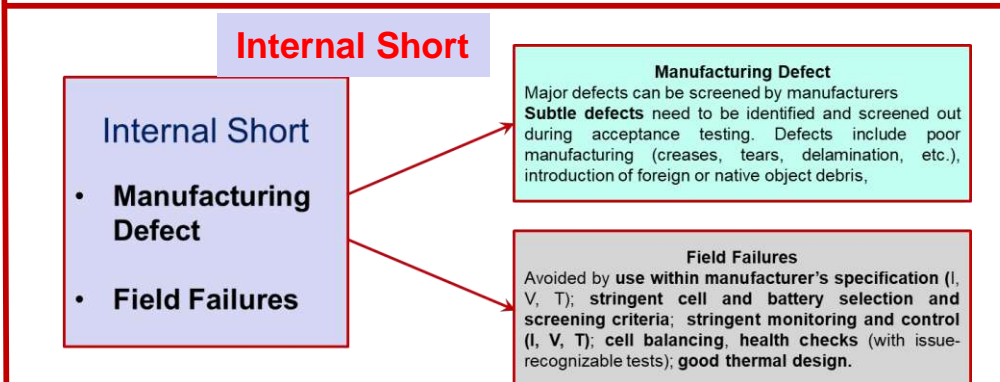 Internal Short
Internal Short
• Manufacturing
Defect
• Field Failures
Manufacturing Defect
Major defects can be screened by manufacturers
Subtle defects need to be identified and screened out
during acceptance testing. Defects include poor
manufacturing (creases, tears, delamination, etc.),
introduction of foreign or native object debris,
Field Failures
Avoided by use within manufacturer's specification (I,
V, T); stringent cell and battery selection and
screening criteria; stringent monitoring and control
(I, V, T); cell balancing, health checks (with issue-
recognizable tests); good thermal design.